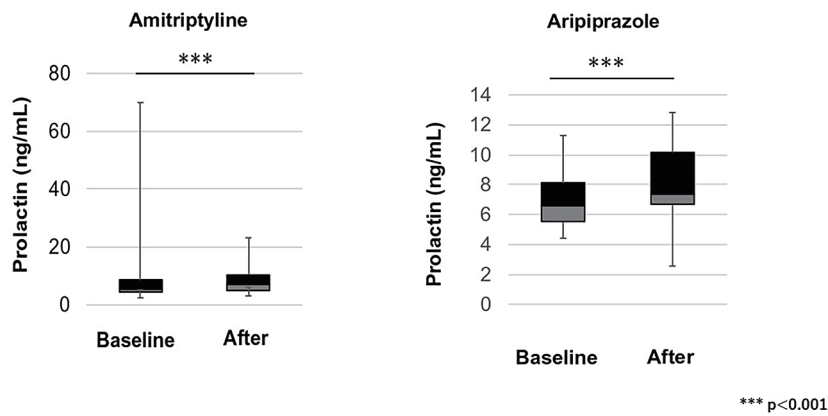 Amitriptyline
***
80
60
40
20
0
Prolactin (ng/mL)
Baseline After
Aripiprazole
***
14
12
10
8
6
4
2
0
Prolactin (ng/mL)
Baseline After
*** p<0.001